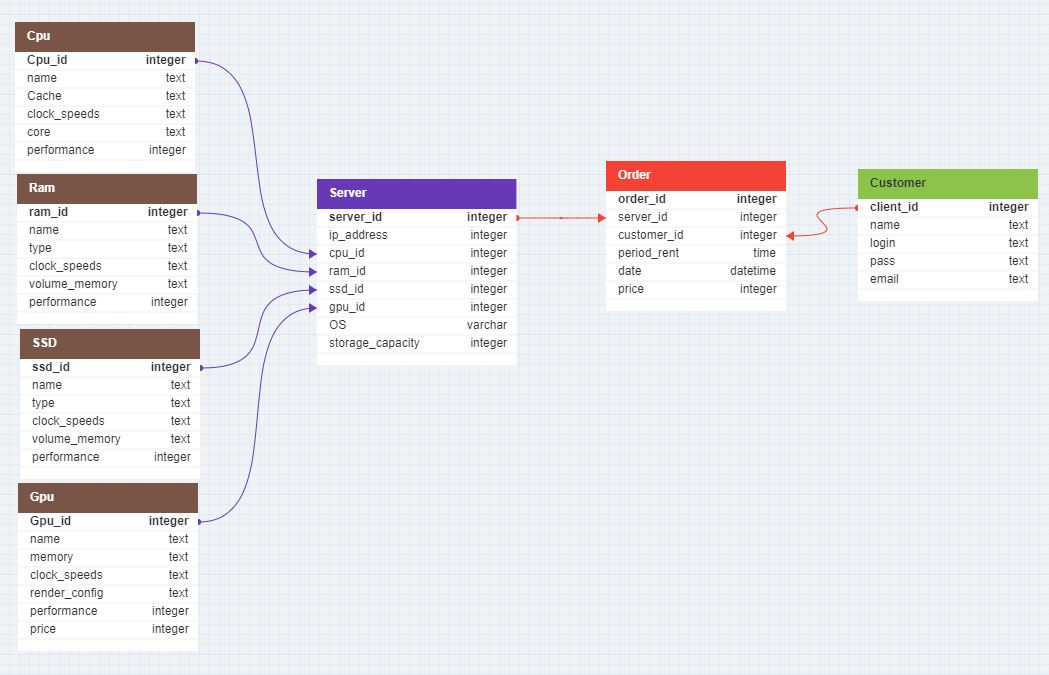 Cpu
Cpu_id integer
name text
Cache text
clock_speeds text
core text
performance integer
Ram
ram_id integer
name text
type text
clock_speeds text
volume_memory text
performance integer
SSD
ssd_id integer
name text
type text
clock_speeds text
volume_memory text
performance integer
Gpu
Gpu_id integer
name text
memory text
clock_speeds text
render_config text
performance integer
price integer
Server
server_id integer
ip_address integer
cpu_id integer
ram_id integer
ssd_id integer
gpu_id integer
OS varchar
storage_capacity integer
Order
order_id integer
server_id integer
customer_id integer
period_rent time
date datetime
price integer
Customer
client_id integer
name text
login text
pass text
email text